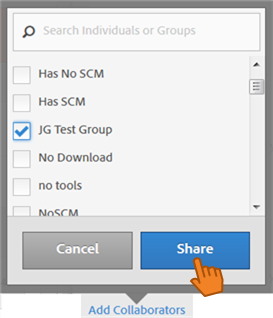 Search Individuals or Groups
Has No SCM
Has SCM
JG Test Group
No Download
no tools
NoSCM
Cancel
Share
Add Collaborators